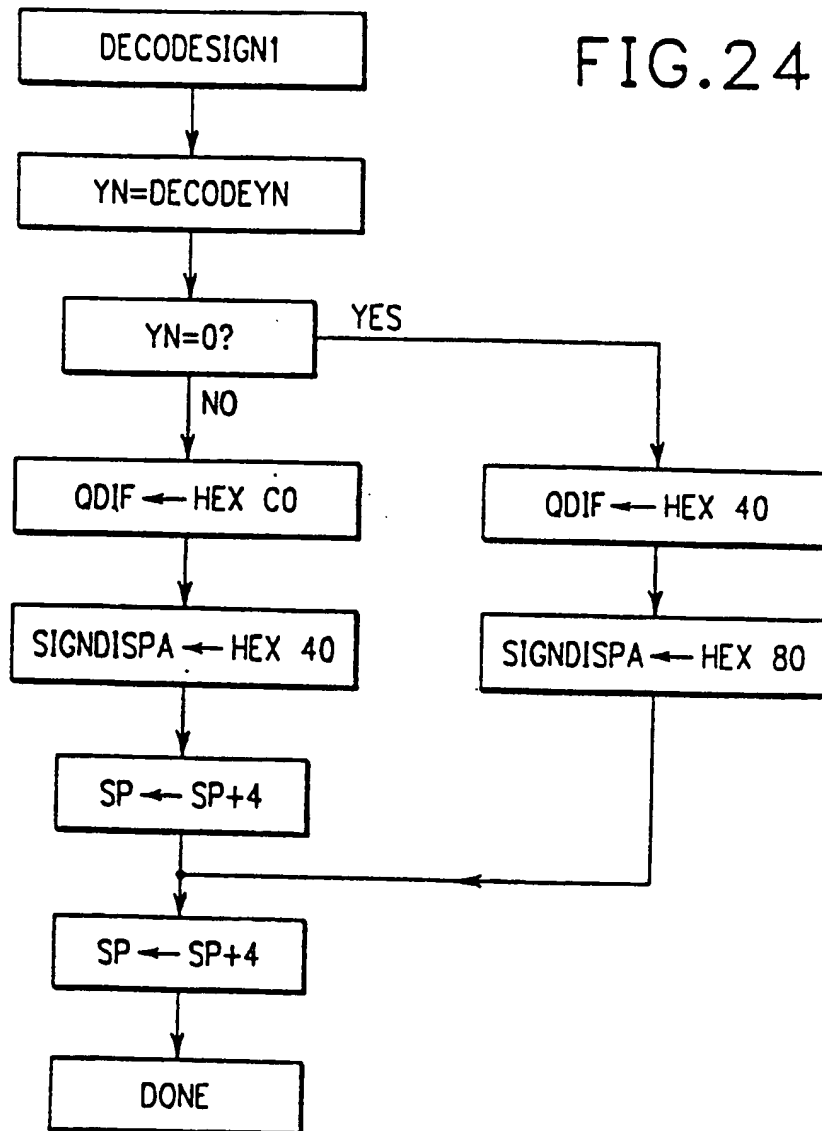 DECODESIGN1
FIG.24
YN=DECODEYN
YN=0?
YES
NO
QDIF ← HEX C0
QDIF ← HEX 40
SIGNDISPA ← HEX 40
SIGNDISPA ← HEX 80
SP ← SP+4
SP ← SP+4
DONE